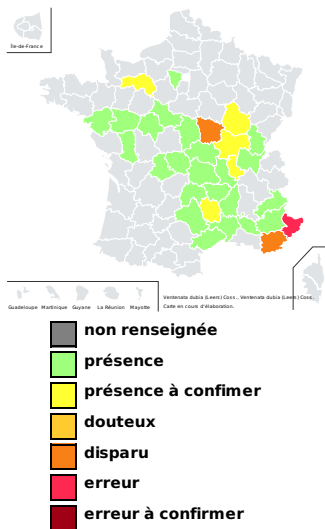 Île-de-France
Guadeloupe Martinique Guyane La Réunion Mayotte
Ventenata dubia (Leers) Coss., Ventenata dubia (Leers) Coss.
Carte en cours d'élaboration.
non renseignée
présence
présence à confimer
douteux
disparu
erreur
erreur à confirmer